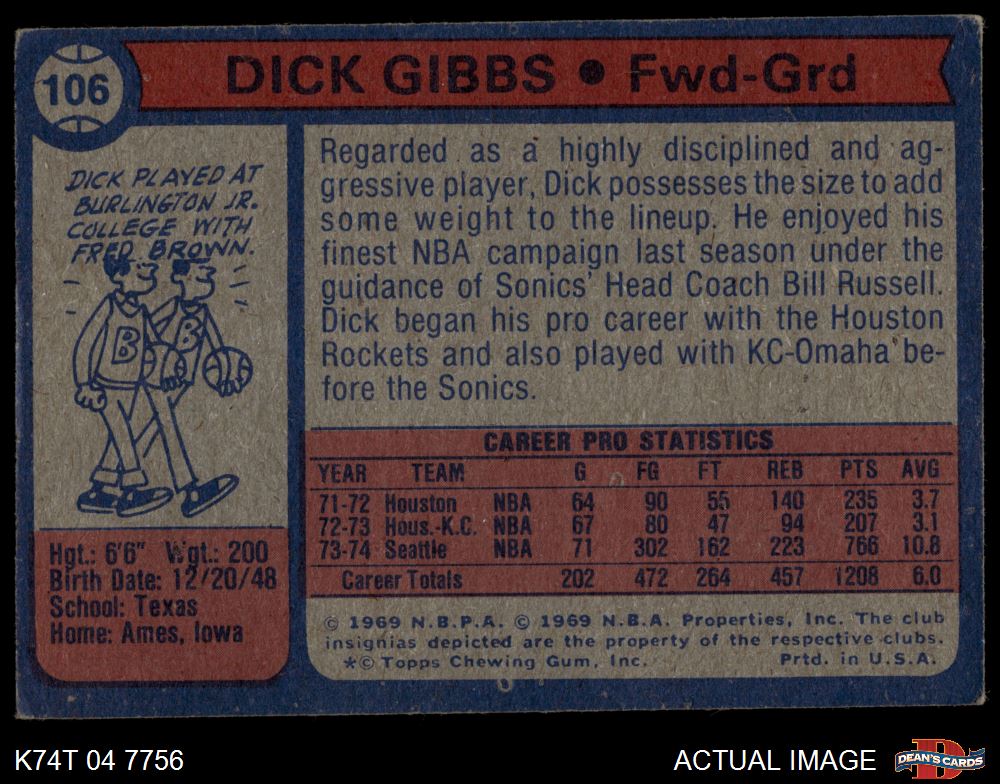 106
DICK GIBBS • Fwd-Grd
DICK PLAYED AT
BURLINGTON JR.
COLLEGE WITH
FRED BROWN.
B
B
Hgt.: 6'6" Wgt.: 200
Birth Date: 12/20/48
School: Texas
Home: Ames, Iowa
Regarded as a highly disciplined and ag-
gressive player, Dick possesses the size to add
some weight to the lineup. He enjoyed his
finest NBA campaign last season under the
guidance of Sonics' Head Coach Bill Russell.
Dick began his pro career with the Houston
Rockets and also played with KC-Omaha be-
fore the Sonics.
CAREER PRO STATISTICS
YEAR TEAM G FG FT REB PTS AVG
71-72 Houston NBA 64 90 55 140 235 3.7
72-73 Hous.-K.C. NBA 67 80 47 94 207 3.1
73-74 Seattle NBA 71 302 162 223 766 10.8
Career Totals 202 472 264 457 1208 6.0
© 1969 N.B.P.A. © 1969 N.B.A. Properties, Inc. The club
insignias depicted are the property of the respective clubs.
*© Topps Chewing Gum, Inc. Prtd. in U.S.A.
K74T 04 7756
ACTUAL IMAGE
D
DEAN'S CARDS